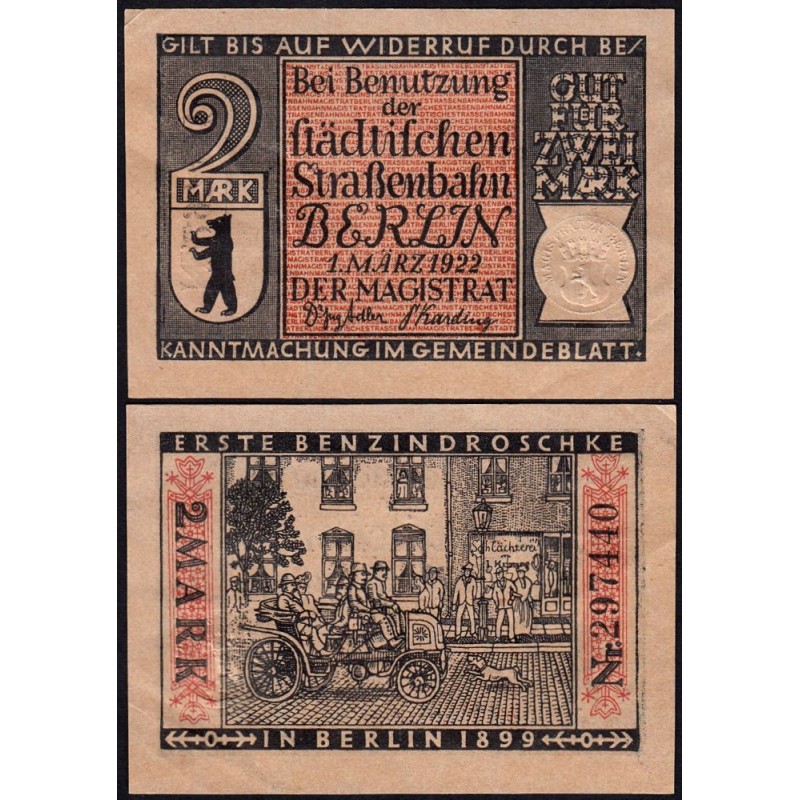 GILT BIS AUF WIDERRUF DURCH BE/
2
MARK
Bei Benutzung
der
städtischen
Straßenbahn
BERLIN
1. MÄRZ 1922
DER MAGISTRAT
GUT
FÜR
ZWEI
MARK
KANNTMACHUNG IM GEMEINDEBLATT.
ERSTE BENZINDROSCHKE
2 MARK
Schlächterei
Nr. 297440
IN BERLIN 1899